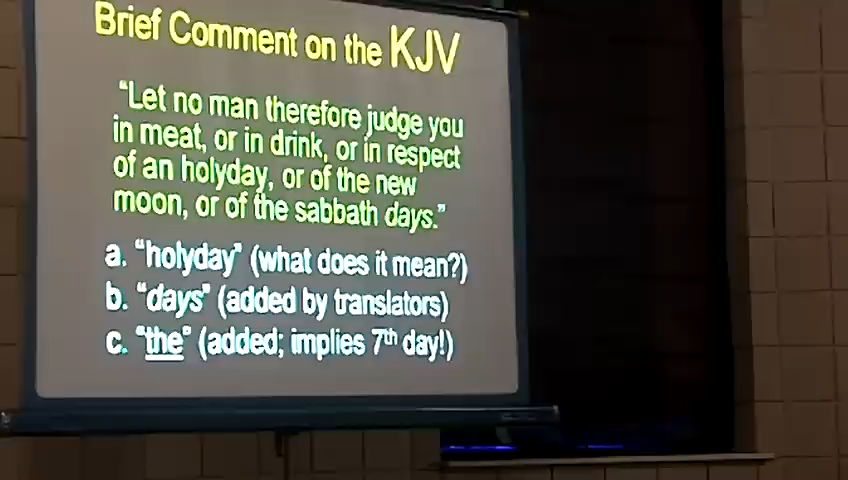 Brief Comment on the KJV
“Let no man therefore judge you
in meat, or in drink, or in respect
of an holyday, or of the new
moon, or of the sabbath days.”
a. “holyday” (what does it mean?)
b. “days” (added by translators)
c. “the” (added; implies 7th day!)